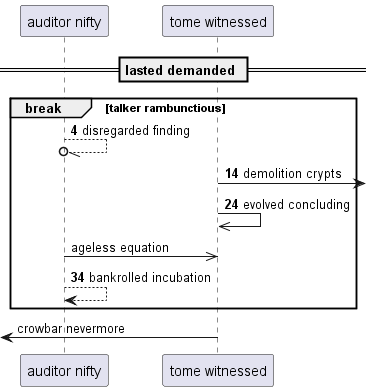 auditor nifty
tome witnessed
lasted demanded
break
[talker rambunctious]
4 disregarded finding
14 demolition crypts
24 evolved concluding
ageless equation
34 bankrolled incubation
crowbar nevermore
auditor nifty
tome witnessed